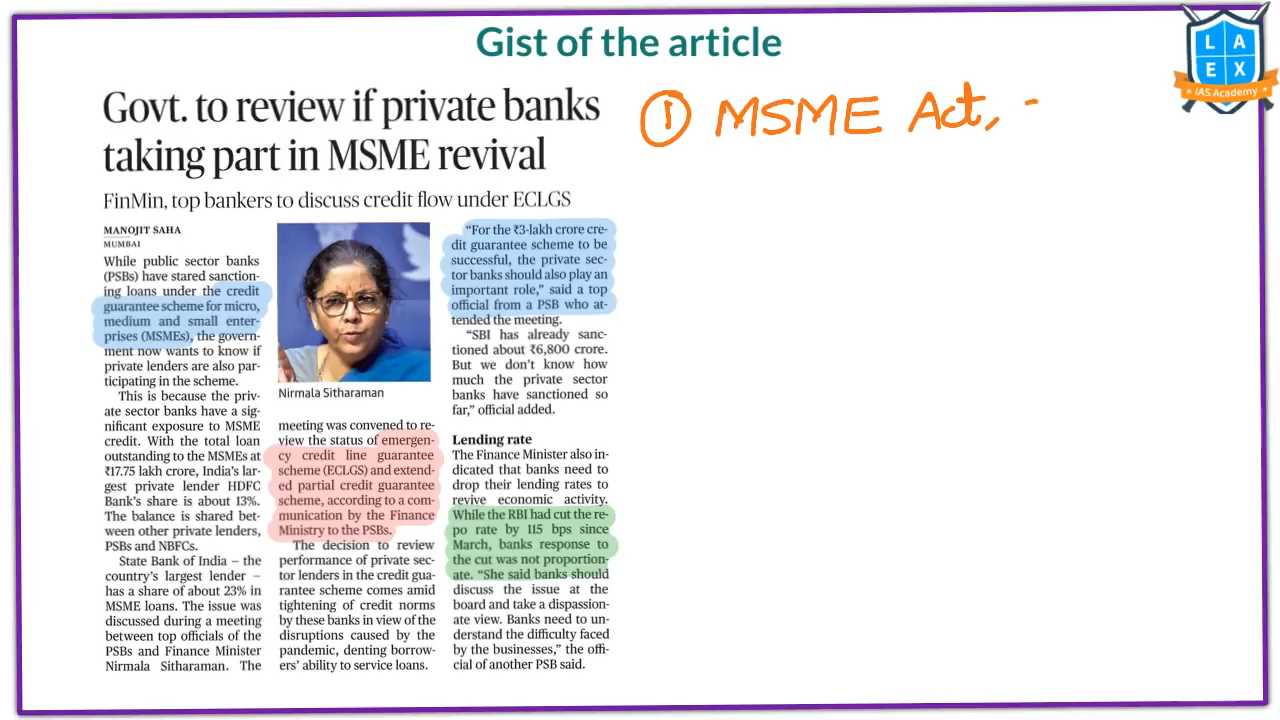 Gist of the article
L A
E X
IAS Academy
Govt. to review if private banks
taking part in MSME revival
FinMin, top bankers to discuss credit flow under ECLGS
① MSME Act, -
MANOJIT SAHA
MUMBAI
While public sector banks
(PSBs) have stared sanction-
ing loans under the credit
guarantee scheme for micro,
medium and small enter-
prises (MSMEs), the govern-
ment now wants to know if
private lenders are also par-
ticipating in the scheme.
This is because the priv-
ate sector banks have a sig-
nificant exposure to MSME
credit. With the total loan
outstanding to the MSMEs at
₹17.75 lakh crore, India's lar-
gest private lender HDFC
Bank's share is about 13%.
The balance is shared bet-
ween other private lenders,
PSBs and NBFCs.
State Bank of India – the
country's largest lender –
has a share of about 23% in
MSME loans. The issue was
discussed during a meeting
between top officials of the
PSBs and Finance Minister
Nirmala Sitharaman. The
Nirmala Sitharaman
meeting was convened to re-
view the status of emergen-
cy credit line guarantee
scheme (ECLGS) and extend-
ed partial credit guarantee
scheme, according to a com-
munication by the Finance
Ministry to the PSBs.
The decision to review
performance of private sec-
tor lenders in the credit gua-
rantee scheme comes amid
tightening of credit norms
by these banks in view of the
disruptions caused by the
pandemic, denting borrow-
ers' ability to service loans.
"For the ₹3-lakh crore cre-
dit guarantee scheme to be
successful, the private sec-
tor banks should also play an
important role," said a top
official from a PSB who at-
tended the meeting.
"SBI has already sanc-
tioned about ₹6,800 crore.
But we don't know how
much the private sector
banks have sanctioned so
far," official added.
Lending rate
The Finance Minister also in-
dicated that banks need to
drop their lending rates to
revive economic activity.
While the RBI had cut the re-
po rate by 115 bps since
March, banks response to
the cut was not proportion-
ate. "She said banks should
discuss the issue at the
board and take a dispassion-
ate view. Banks need to un-
derstand the difficulty faced
by the businesses," the offi-
cial of another PSB said.